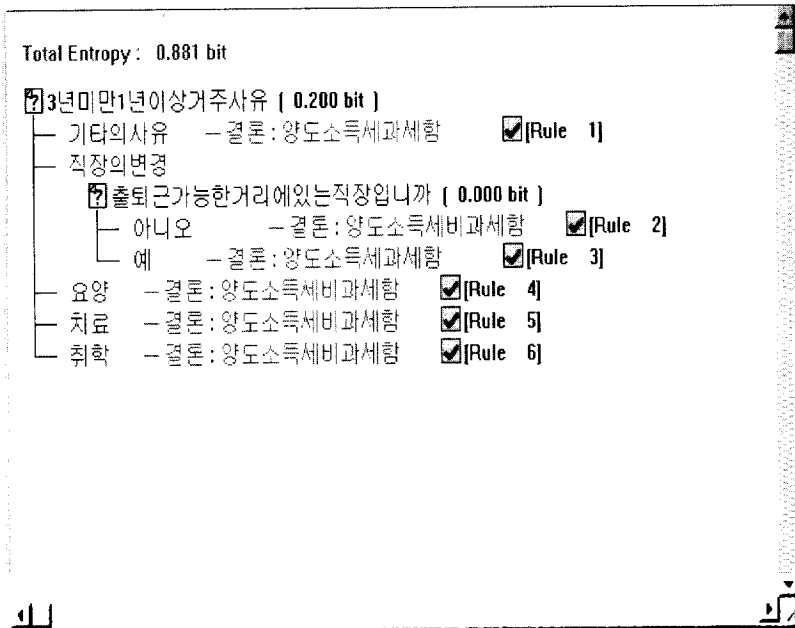 Total Entropy : 0.881 bit
? 3년미만1년이상거주사유 ( 0.200 bit )
기타의사유 – 결론 : 양도소득세과세함 [Rule 1]
직장의변경
? 출퇴근가능한거리에있는직장입니까 ( 0.000 bit )
아니오 – 결론 : 양도소득세비과세함 [Rule 2]
예 – 결론 : 양도소득세과세함 [Rule 3]
요양 – 결론 : 양도소득세비과세함 [Rule 4]
치료 – 결론 : 양도소득세비과세함 [Rule 5]
취학 – 결론 : 양도소득세비과세함 [Rule 6]